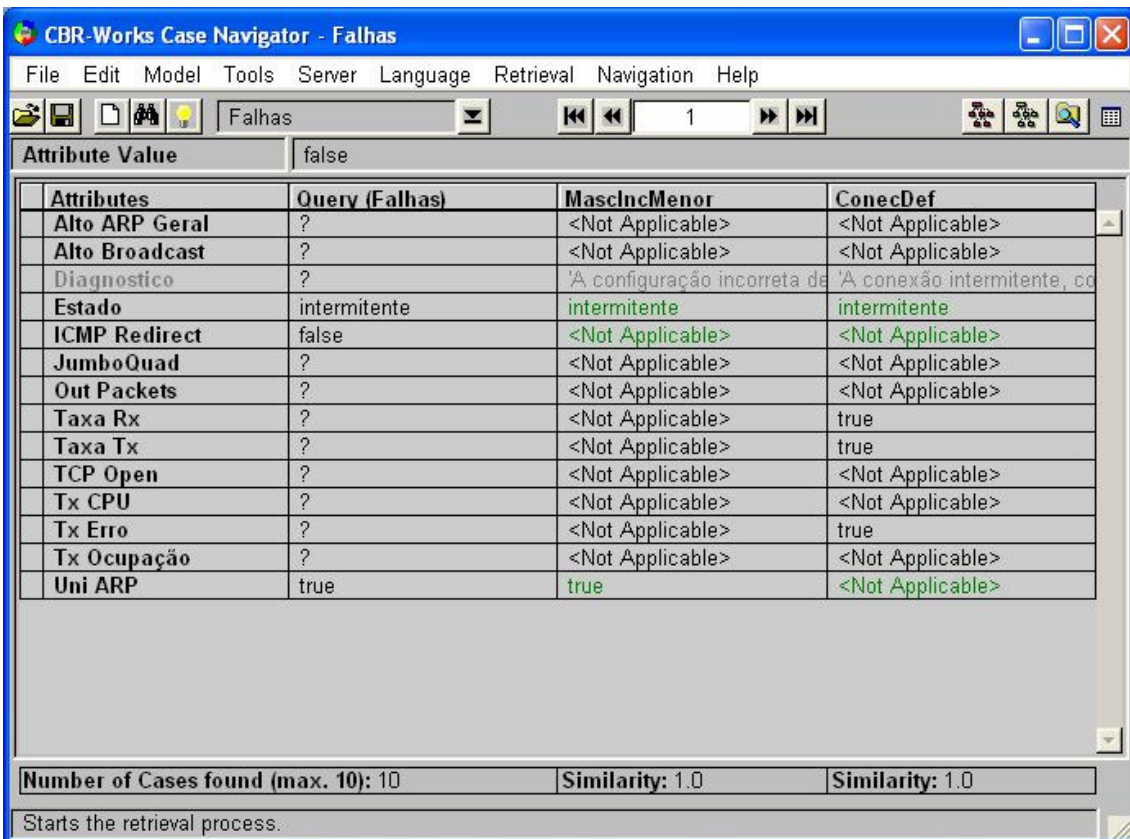 CBR-Works Case Navigator - Falhas
File Edit Model Tools Server Language Retrieval Navigation Help
Falhas 1
Attribute Value false
Attributes Query (Falhas) MascIncMenor ConecDef
Alto ARP Geral ? <Not Applicable> <Not Applicable>
Alto Broadcast ? <Not Applicable> <Not Applicable>
Diagnostico ? 'A configuração incorreta de 'A conexão intermitente, co
Estado intermitente intermitente intermitente
ICMP Redirect false <Not Applicable> <Not Applicable>
JumboQuad ? <Not Applicable> <Not Applicable>
Out Packets ? <Not Applicable> <Not Applicable>
Taxa Rx ? <Not Applicable> true
Taxa Tx ? <Not Applicable> true
TCP Open ? <Not Applicable> <Not Applicable>
Tx CPU ? <Not Applicable> <Not Applicable>
Tx Erro ? <Not Applicable> true
Tx Ocupação ? <Not Applicable> <Not Applicable>
Uni ARP true true <Not Applicable>
Number of Cases found (max. 10): 10 Similarity: 1.0 Similarity: 1.0
Starts the retrieval process.